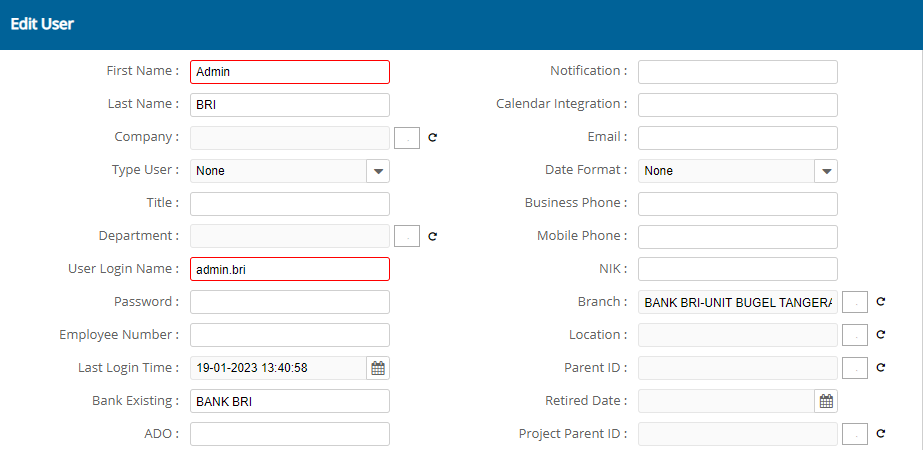 Edit User
First Name : Admin
Last Name : BRI
Company :
Type User : None
Title :
Department :
User Login Name : admin.bri
Password :
Employee Number :
Last Login Time : 19-01-2023 13:40:58
Bank Existing : BANK BRI
ADO :
Notification :
Calendar Integration :
Email :
Date Format : None
Business Phone :
Mobile Phone :
NIK :
Branch : BANK BRI-UNIT BUGEL TANGERA
Location :
Parent ID :
Retired Date :
Project Parent ID :